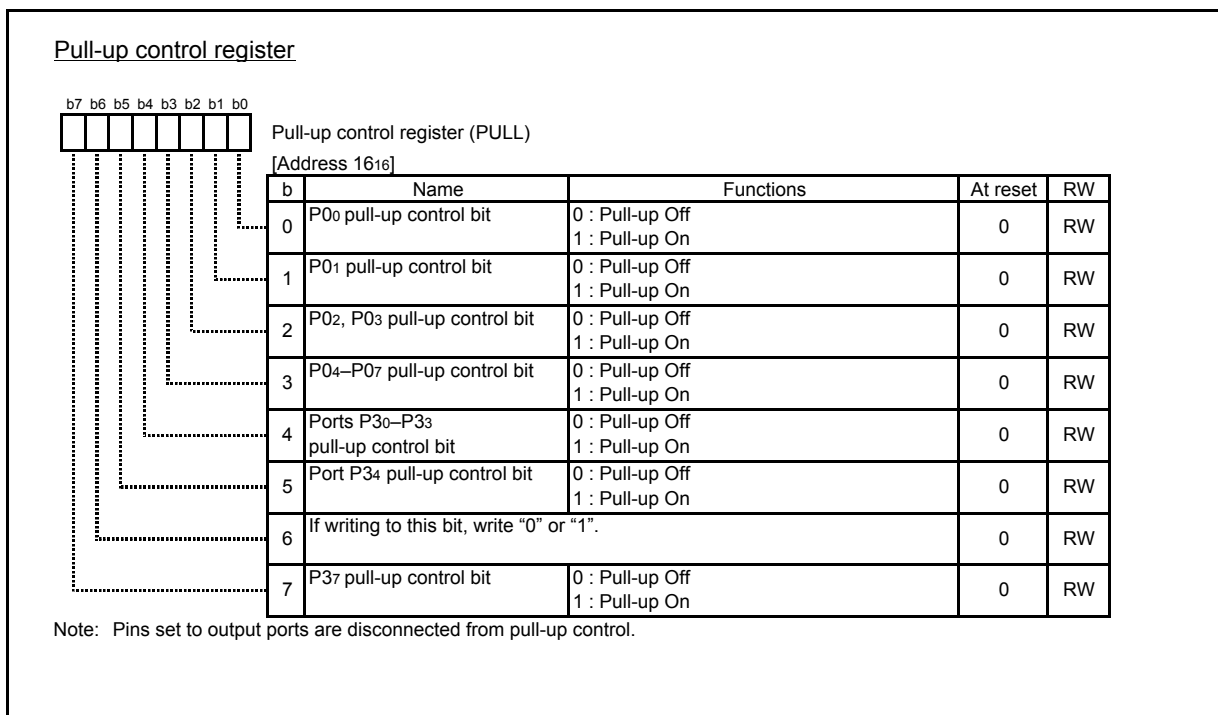 Pull-up control register
b7 b6 b5 b4 b3 b2 b1 b0
Pull-up control register (PULL)
[Address 1616]
b Name Functions At reset RW
0 P00 pull-up control bit 0 : Pull-up Off 0 RW
1 : Pull-up On
1 P01 pull-up control bit 0 : Pull-up Off 0 RW
1 : Pull-up On
2 P02, P03 pull-up control bit 0 : Pull-up Off 0 RW
1 : Pull-up On
3 P04–P07 pull-up control bit 0 : Pull-up Off 0 RW
1 : Pull-up On
4 Ports P30–P33 0 : Pull-up Off 0 RW
pull-up control bit 1 : Pull-up On
5 Port P34 pull-up control bit 0 : Pull-up Off 0 RW
1 : Pull-up On
6 If writing to this bit, write “0” or “1”. 0 RW
7 P37 pull-up control bit 0 : Pull-up Off 0 RW
1 : Pull-up On
Note: Pins set to output ports are disconnected from pull-up control.